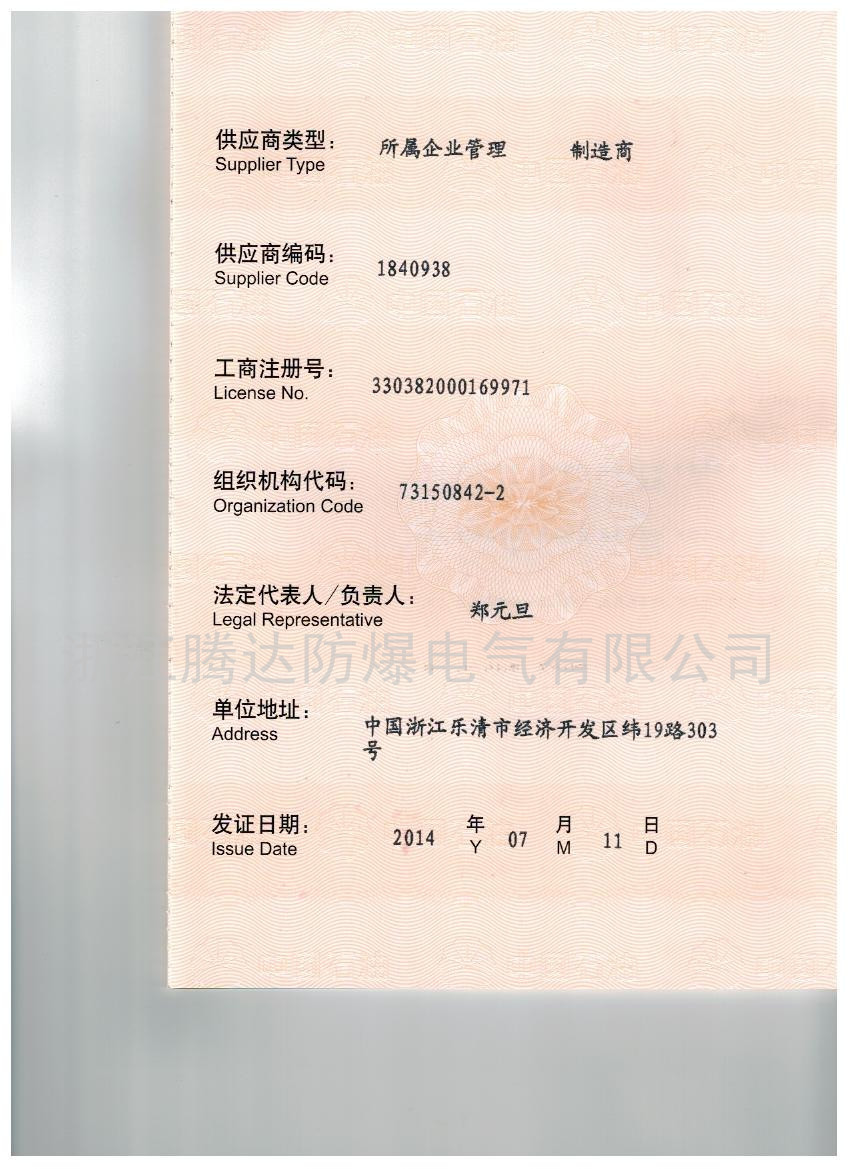 供应商类型： 所属企业管理 制造商
Supplier Type
供应商编码： 1840938
Supplier Code
工商注册号： 330382000169971
License No.
组织机构代码： 73150842-2
Organization Code
法定代表人/负责人： 郑元旦
Legal Representative
腾达防爆电气有限公司
单位地址： 中国浙江乐清市经济开发区纬19路303
Address 号
发证日期： 2014 年 07 月 11 日
Issue Date Y M D
中国石油